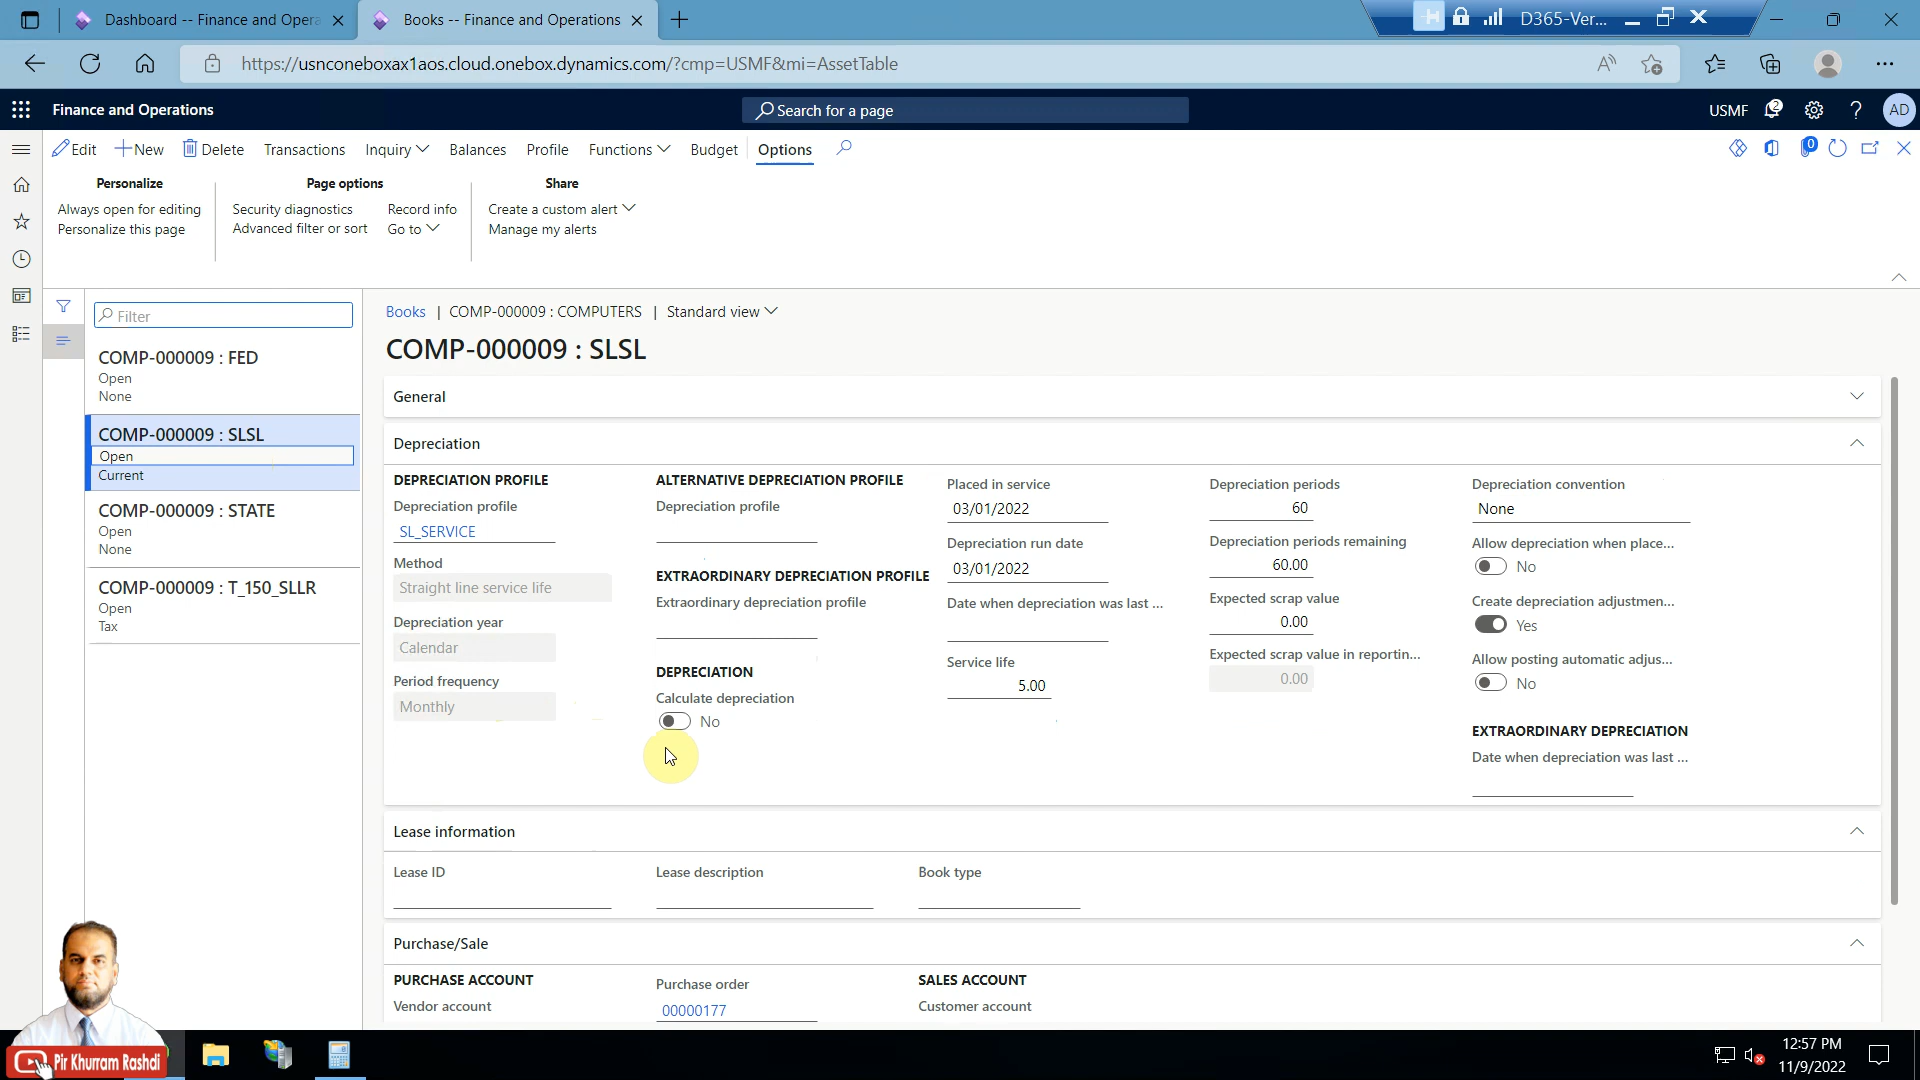 Dashboard -- Finance and Opera
Books -- Finance and Operations
D365-Ver...
https://usnconeboxax1aos.cloud.onebox.dynamics.com/?cmp=USMF&mi=AssetTable
Finance and Operations
Search for a page
USMF
2
?
AD
Edit
New
Delete
Transactions
Inquiry
Balances
Profile
Functions
Budget
Options
0
Personalize
Always open for editing
Personalize this page
Page options
Security diagnostics
Advanced filter or sort
Record info
Go to
Share
Create a custom alert
Manage my alerts
Filter
COMP-000009 : FED
Open
None
COMP-000009 : SLSL
Open
Current
COMP-000009 : STATE
Open
None
COMP-000009 : T_150_SLLR
Open
Tax
Books | COMP-000009 : COMPUTERS | Standard view
COMP-000009 : SLSL
General
Depreciation
DEPRECIATION PROFILE
Depreciation profile
SL_SERVICE
Method
Straight line service life
Depreciation year
Calendar
Period frequency
Monthly
ALTERNATIVE DEPRECIATION PROFILE
Depreciation profile
EXTRAORDINARY DEPRECIATION PROFILE
Extraordinary depreciation profile
DEPRECIATION
Calculate depreciation
No
Placed in service
03/01/2022
Depreciation run date
03/01/2022
Date when depreciation was last ...
Service life
5.00
Depreciation periods
60
Depreciation periods remaining
60.00
Expected scrap value
0.00
Expected scrap value in reportin...
0.00
Depreciation convention
None
Allow depreciation when place...
No
Create depreciation adjustmen...
Yes
Allow posting automatic adjus...
No
EXTRAORDINARY DEPRECIATION
Date when depreciation was last ...
Lease information
Lease ID
Lease description
Book type
Purchase/Sale
PURCHASE ACCOUNT
Vendor account
Purchase order
00000177
SALES ACCOUNT
Customer account
Pir Khurram Rashdi
12:57 PM
11/9/2022